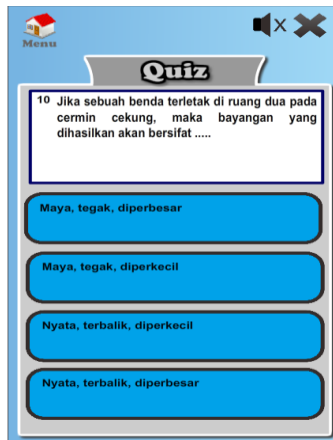 Menu
x
Quiz
10 Jika sebuah benda terletak di ruang dua pada
cermin cekung, maka bayangan yang
dihasilkan akan bersifat .....
Maya, tegak, diperbesar
Maya, tegak, diperkecil
Nyata, terbalik, diperkecil
Nyata, terbalik, diperbesar